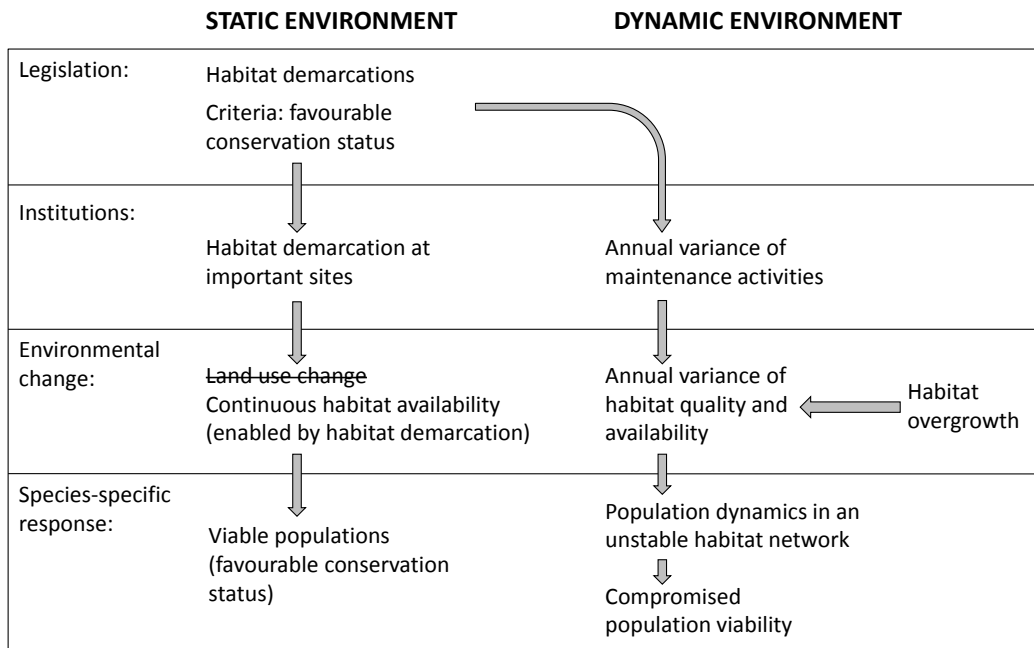 STATIC ENVIRONMENT
DYNAMIC ENVIRONMENT
Legislation:
Habitat demarcations
Criteria: favourable
conservation status
Institutions:
Habitat demarcation at
important sites
Annual variance of
maintenance activities
Environmental
change:
Land use change
Continuous habitat availability
(enabled by habitat demarcation)
Annual variance of
habitat quality and
availability
Habitat
overgrowth
Species-specific
response:
Viable populations
(favourable conservation
status)
Population dynamics in an
unstable habitat network
Compromised
population viability